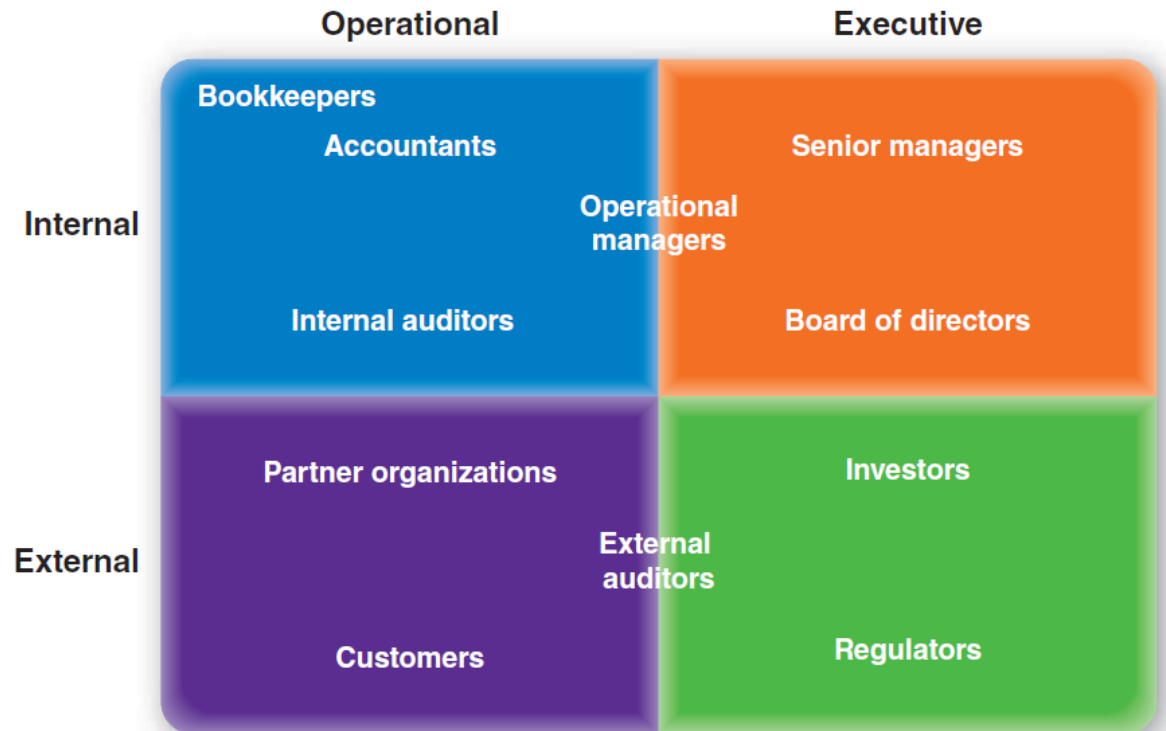 Operational
Executive
Bookkeepers
Accountants
Senior managers
Internal
Operational
managers
Internal auditors
Board of directors
Partner organizations
Investors
External
External
auditors
Customers
Regulators